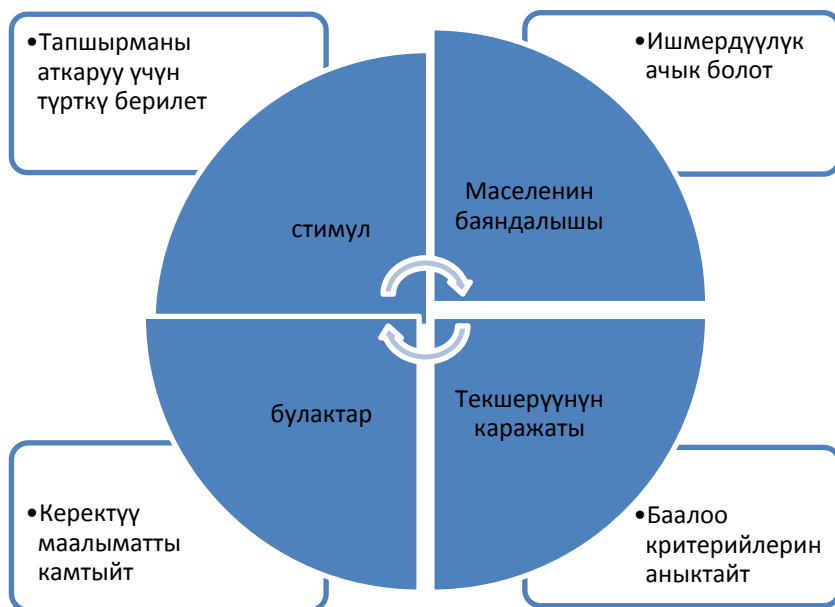 •Тапшырманы
аткаруу үчүн
түрткү берилет
•Ишмердүүлүк
ачык болот
стимул
Маселенин
баяндалышы
булактар
Текшерүүнүн
каражаты
•Керектүү
маалыматты
камтыйт
•Баалоо
критерийлерин
аныктайт